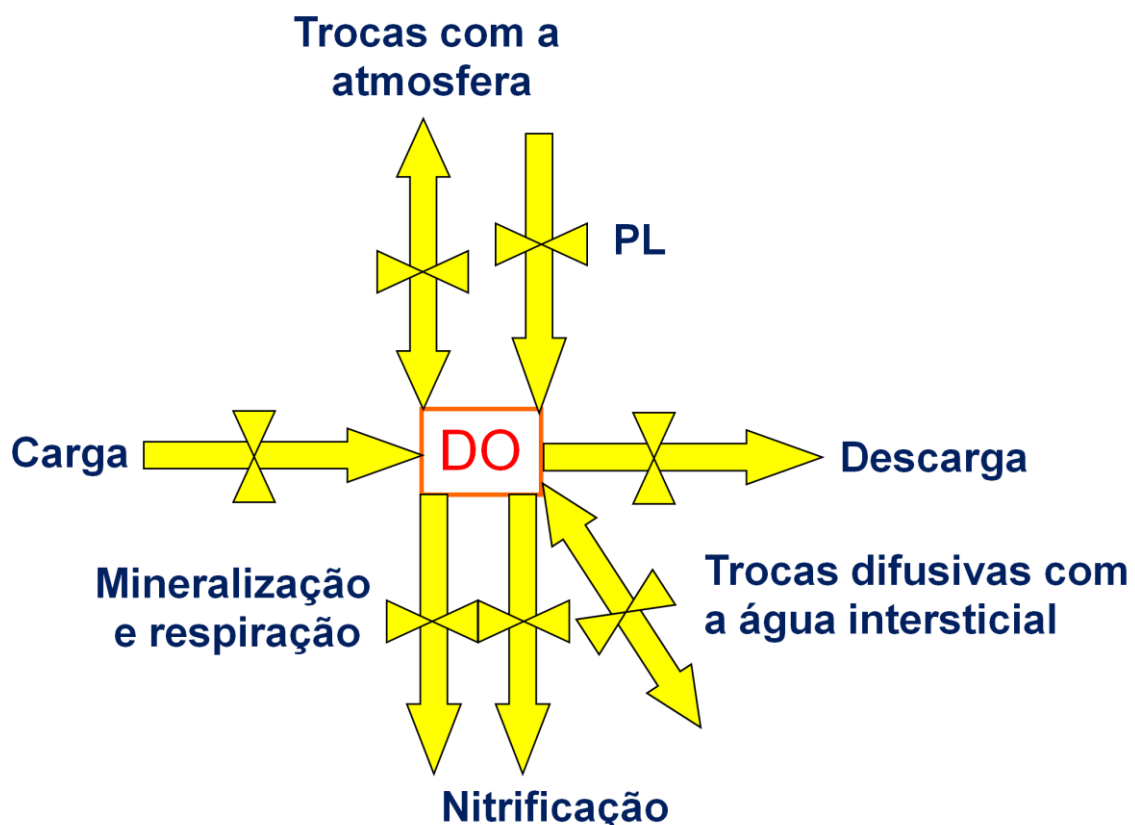 Trocas com a
atmosfera
PL
Carga
DO
Descarga
Mineralização
e respiração
Trocas difusivas com
a água intersticial
Nitrificação